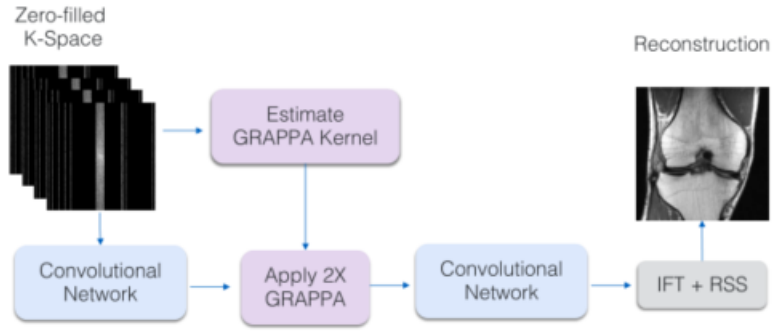 Zero-filled
K-Space
Reconstruction
Estimate
GRAPPA Kernel
Convolutional
Network
Apply 2X
GRAPPA
Convolutional
Network
IFT + RSS